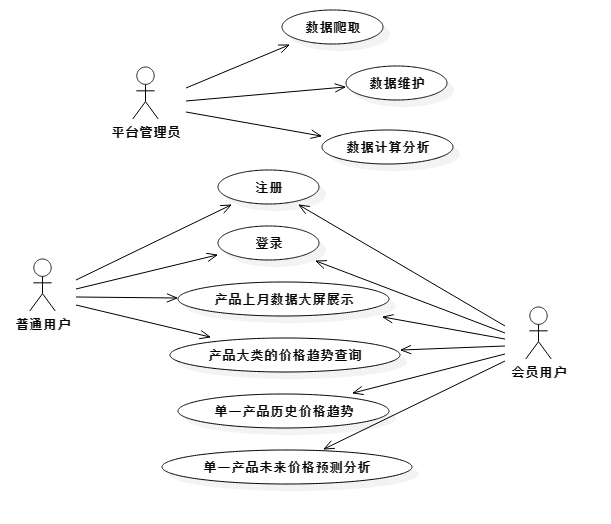 数据爬取
数据维护
平台管理员
数据计算分析
注册
登录
产品上月数据大屏展示
普通用户
产品大类的价格趋势查询
会员用户
单一产品历史价格趋势
单一产品未来价格预测分析